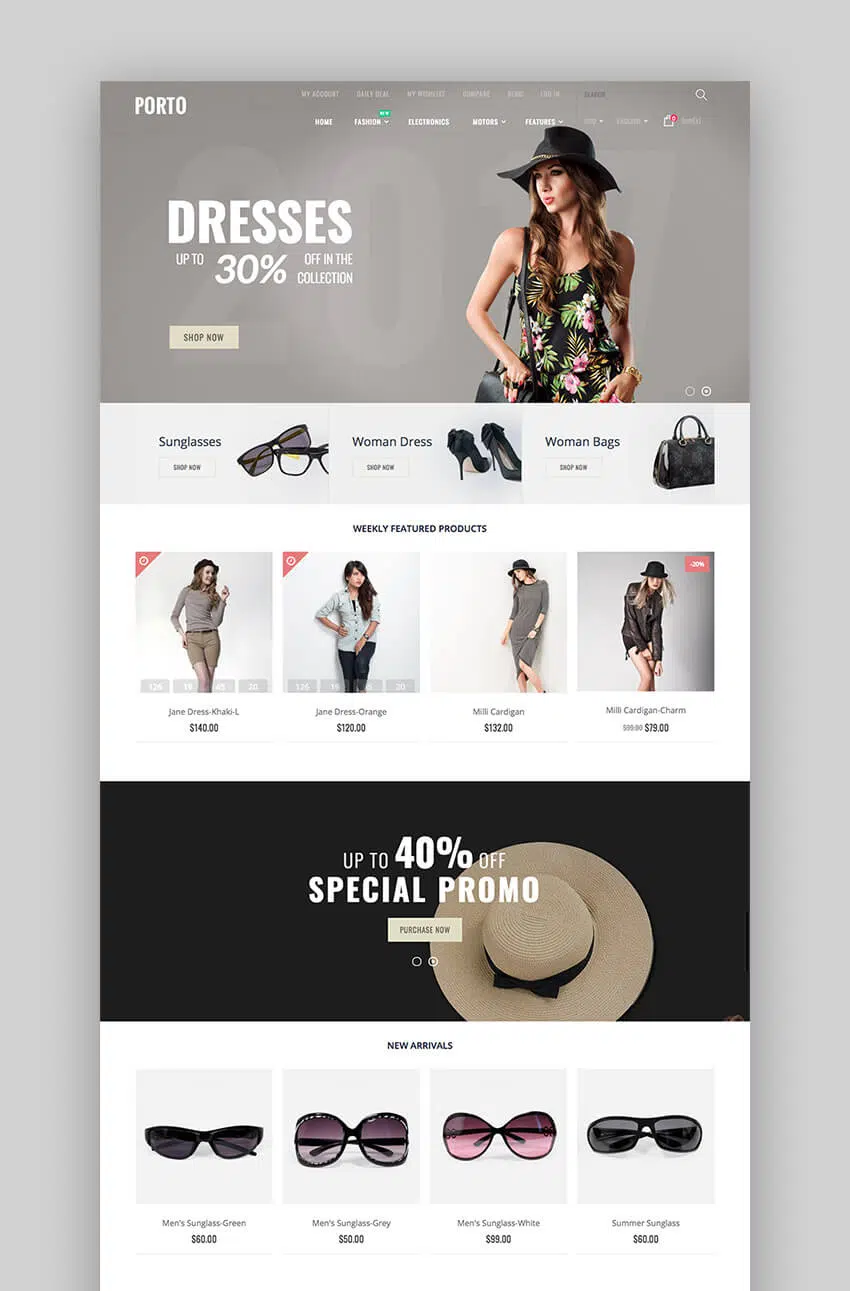 MY ACCOUNT DAILY DEAL MY WISHLIST COMPARE BLOG LOG IN SEARCH
PORTO
NEW
HOME FASHION ELECTRONICS MOTORS FEATURES USD ENGLISH 0
2017
DRESSES
UP TO 30% OFF IN THE
COLLECTION
SHOP NOW
Sunglasses Woman Dress Woman Bags
SHOP NOW SHOP NOW SHOP NOW
WEEKLY FEATURED PRODUCTS
-20%
126 19 45 20 126 19 20
Jane Dress-Khaki-L Jane Dress-Orange Milli Cardigan Milli Cardigan-Charm
$140.00 $120.00 $132.00 $99.00 $79.00
UP TO 40% OFF
SPECIAL PROMO
PURCHASE NOW
NEW ARRIVALS
Men's Sunglass-Green Men's Sunglass-Grey Men's Sunglass-White Summer Sunglass
$60.00 $50.00 $99.00 $60.00